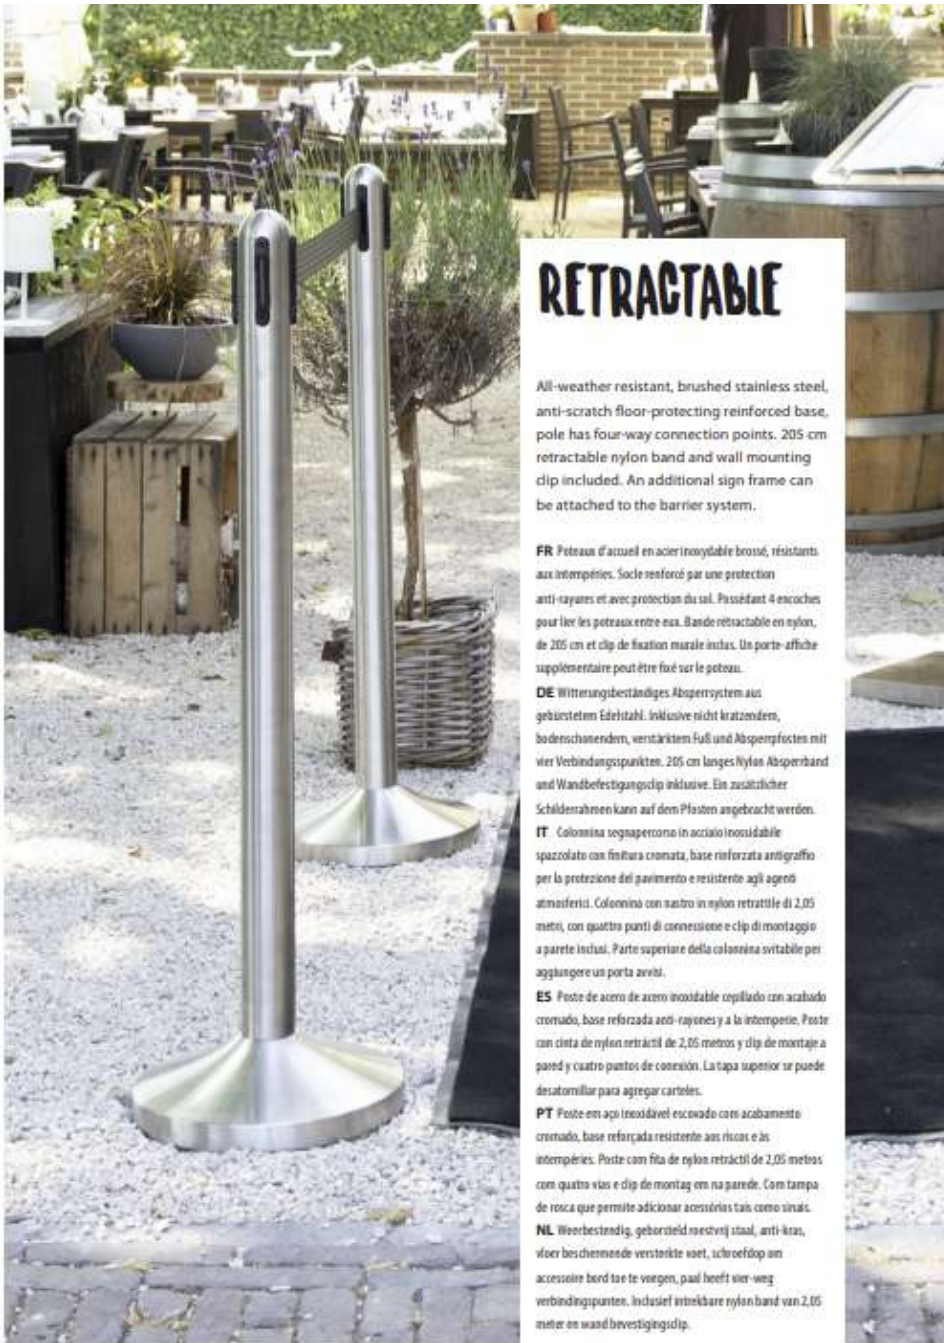 RETRACTABLE
All-weather resistant, brushed stainless steel,
anti-scratch floor-protecting reinforced base,
pole has four-way connection points. 205 cm
retractable nylon band and wall mounting
clip included. An additional sign frame can
be attached to the barrier system.
FR Poteaux d'accueil en acier inoxydable brossé, résistants
aux intempéries. Socle renforcé par une protection
anti-rayures et avec protection du sol. Possédant 4 encoches
pour lier les poteaux entre eux. Bande rétractable en nylon,
de 205 cm et clip de fixation murale inclus. Un porte-affiche
supplémentaire peut être fixé sur le poteau.
DE Witterungsbeständiges Absperrsystem aus
gebürstetem Edelstahl. Inklusive nicht kratzendem,
bodenschonendem, verstärktem Fuß und Absperrpfosten mit
vier Verbindungspunkten. 205 cm langes Nylon Absperrband
und Wandbefestigungsclip inklusive. Ein zusätzlicher
Schilderrahmen kann auf dem Pfosten angebracht werden.
IT Colonnina segnapercorso in acciaio inossidabile
spazzolato con finitura cromata, base rinforzata antigraffio
per la protezione del pavimento e resistente agli agenti
atmosferici. Colonnina con nastro in nylon retrattile di 2,05
metri, con quattro punti di connessione e clip di montaggio
a parete inclusi. Parte superiore della colonnina svitabile per
aggiungere un porta avvisi.
ES Poste de acero de acero inoxidable cepillado con acabado
cromado, base reforzada anti-rayones y a la intemperie. Poste
con cinta de nylon retráctil de 2,05 metros y clip de montaje a
pared y cuatro puntos de conexión. La tapa superior se puede
desatornillar para agregar carteles.
PT Poste em aço inoxidável escovado com acabamento
cromado, base reforçada resistente aos riscos e às
intempéries. Poste com fita de nylon retráctil de 2,05 metros
com quatro vias e clip de montag em na parede. Com tampa
de rosca que permite adicionar acessórios tais como sinais.
NL Weerbestendig, geborsteld roestvrij staal, anti-kras,
vloer beschermende versterkte voet, schroefdop om
accessoire bord toe te voegen, paal heeft vier-weg
verbindingspunten. Inclusief intrekbare nylon band van 2,05
meter en wand bevestigingsclip.